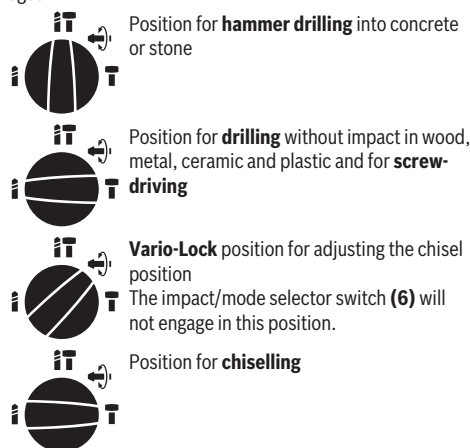 Position for hammer drilling into concrete
or stone
Position for drilling without impact in wood,
metal, ceramic and plastic and for screw-
driving
Vario-Lock position for adjusting the chisel
position
The impact/mode selector switch (6) will
not engage in this position.
Position for chiselling